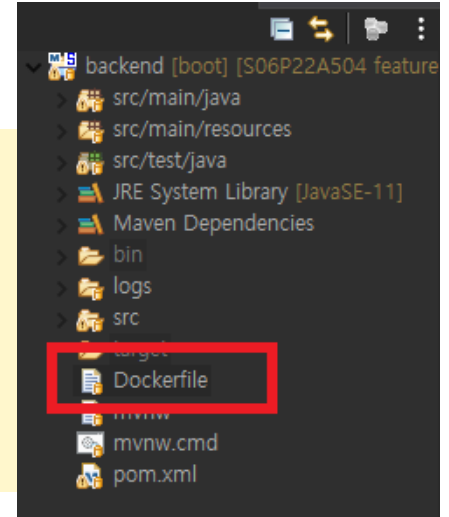 backend [boot] [S06P22A504 feature
src/main/java
src/main/resources
src/test/java
JRE System Library [JavaSE-11]
Maven Dependencies
bin
logs
src
target
Dockerfile
mvnw
mvnw.cmd
pom.xml